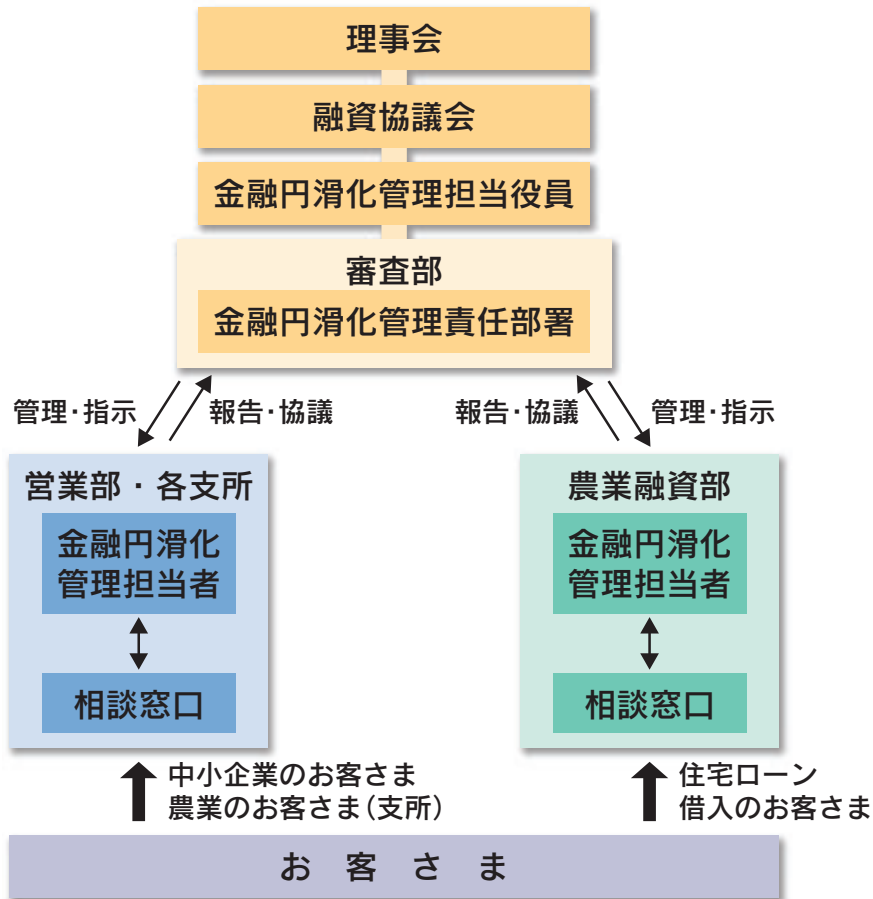 理事会
融資協議会
金融円滑化管理担当役員
審査部
金融円滑化管理責任部署
管理・指示
報告・協議
報告・協議
管理・指示
営業部・各支所
金融円滑化
管理担当者
相談窓口
農業融資部
金融円滑化
管理担当者
相談窓口
中小企業のお客さま
農業のお客さま（支所）
住宅ローン
借入のお客さま
お客さま